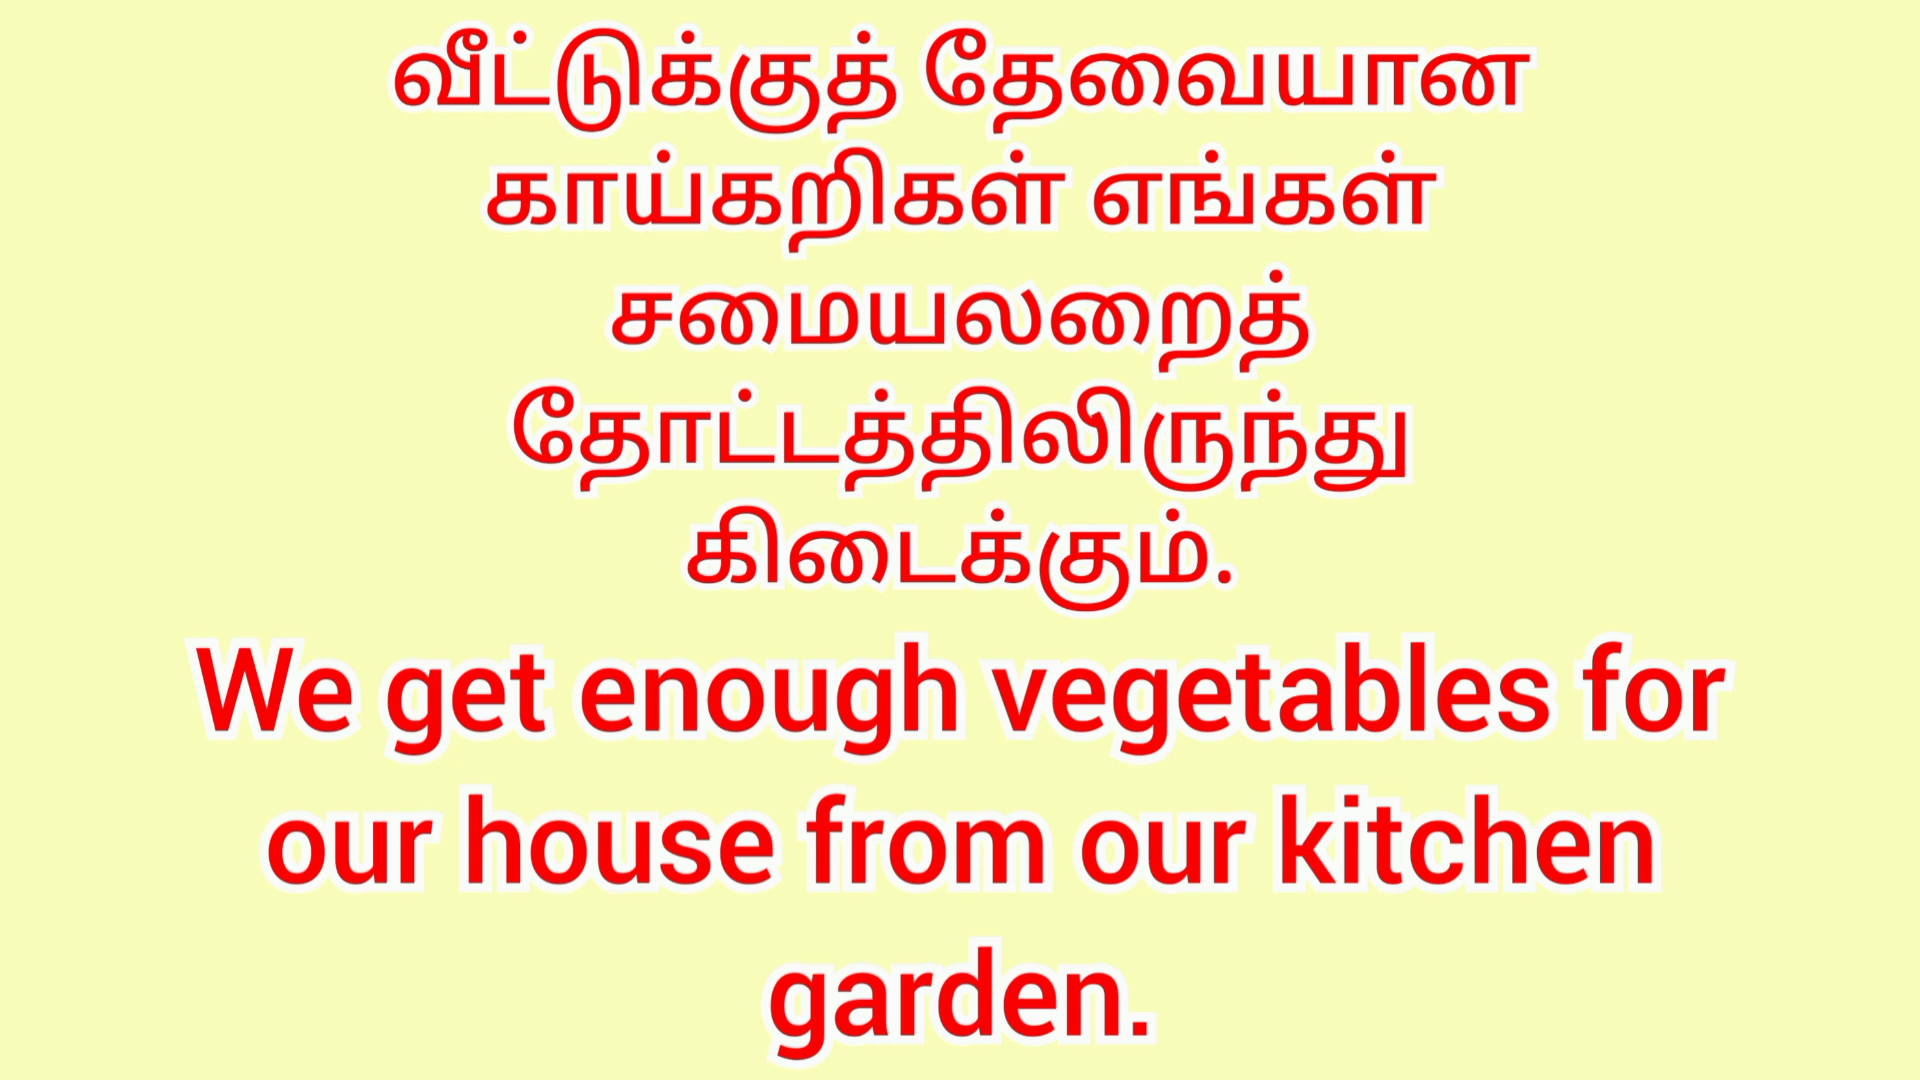 வீட்டுக்குத் தேவையான
காய்கறிகள் எங்கள்
சமையலறைத்
தோட்டத்திலிருந்து
கிடைக்கும்.
We get enough vegetables for
our house from our kitchen
garden.